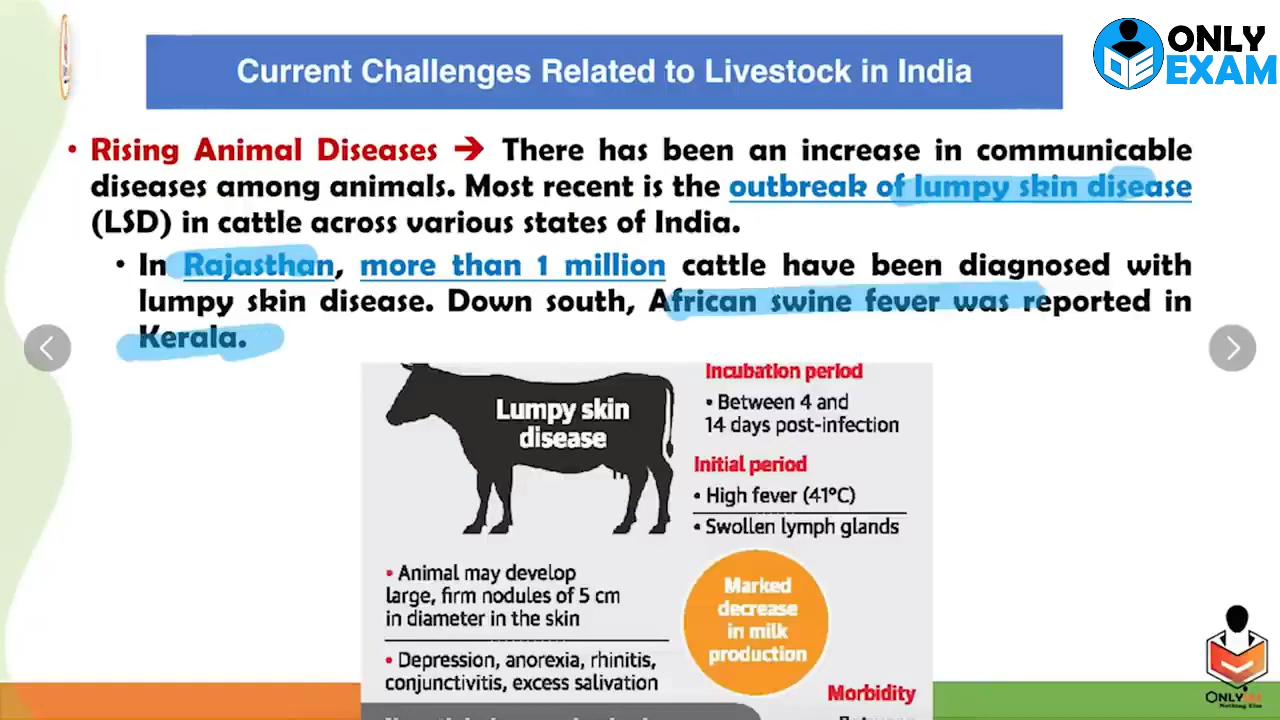 Current Challenges Related to Livestock in India
ONLY
EXAM
• Rising Animal Diseases ➔ There has been an increase in communicable
diseases among animals. Most recent is the outbreak of lumpy skin disease
(LSD) in cattle across various states of India.
• In Rajasthan, more than 1 million cattle have been diagnosed with
lumpy skin disease. Down south, African swine fever was reported in
Kerala.
Lumpy skin
disease
Incubation period
• Between 4 and
14 days post-infection
Initial period
• High fever (41°C)
• Swollen lymph glands
• Animal may develop
large, firm nodules of 5 cm
in diameter in the skin
• Depression, anorexia, rhinitis,
conjunctivitis, excess salivation
Marked
decrease
in milk
production
Morbidity
Nothing Else